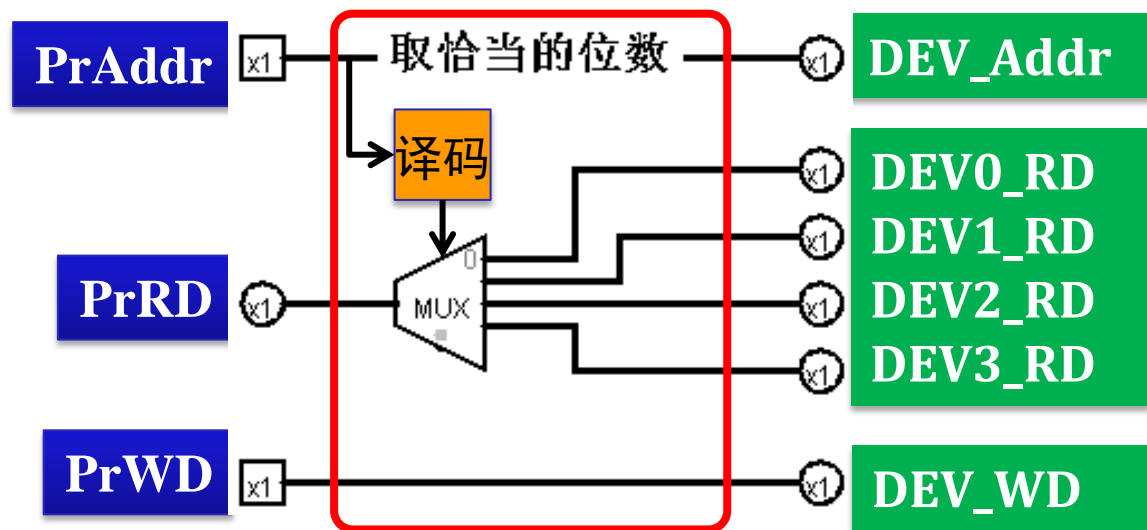 PrAddr
x1
取恰当的位数
x1
DEV_Addr
译码
x1
DEV0_RD
x1
DEV1_RD
0
PrRD
x1
MUX
x1
DEV2_RD
x1
DEV3_RD
PrWD
x1
x1
DEV_WD